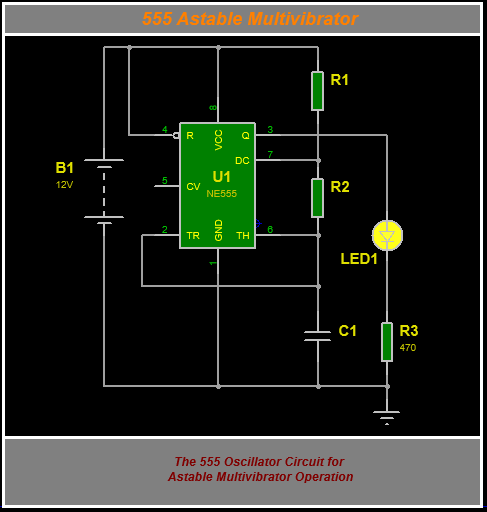 555 Astable Multivibrator
R1
8
4
3
R
VCC
Q
B1
12V
DC
7
5
CV
U1
NE555
R2
2
TR
GND
TH
6
LED1
1
C1
R3
470
The 555 Oscillator Circuit for
Astable Multivibrator Operation